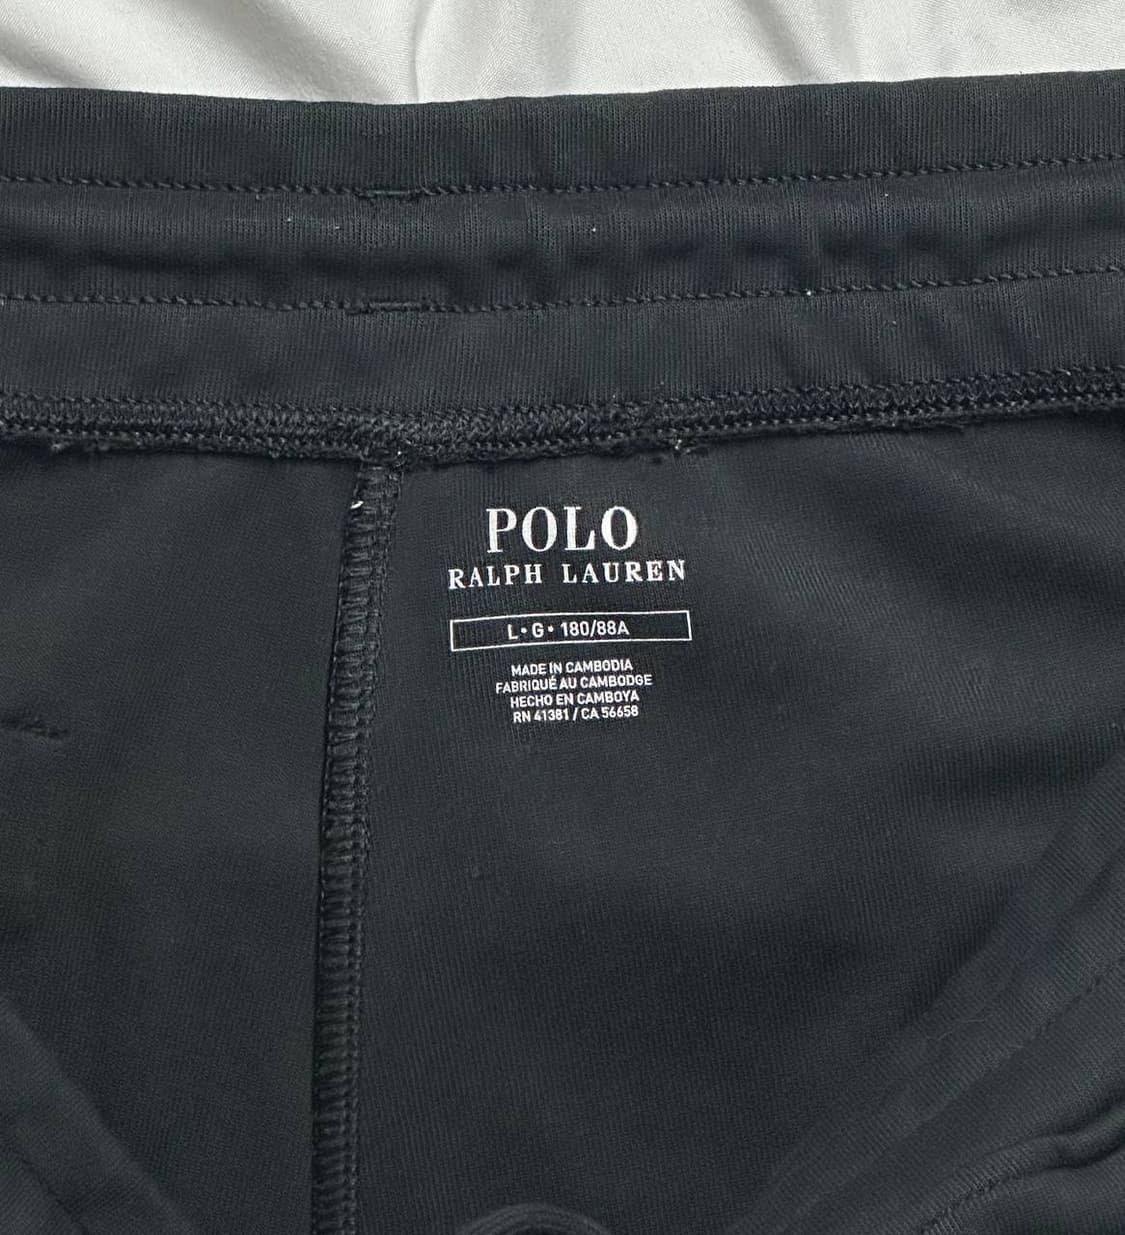 POLO
RALPH LAUREN
L•G•180/88A
MADE IN CAMBODIA
FABRIQUÉ AU CAMBODGE
HECHO EN CAMBOYA
RN 41381 / CA 56658